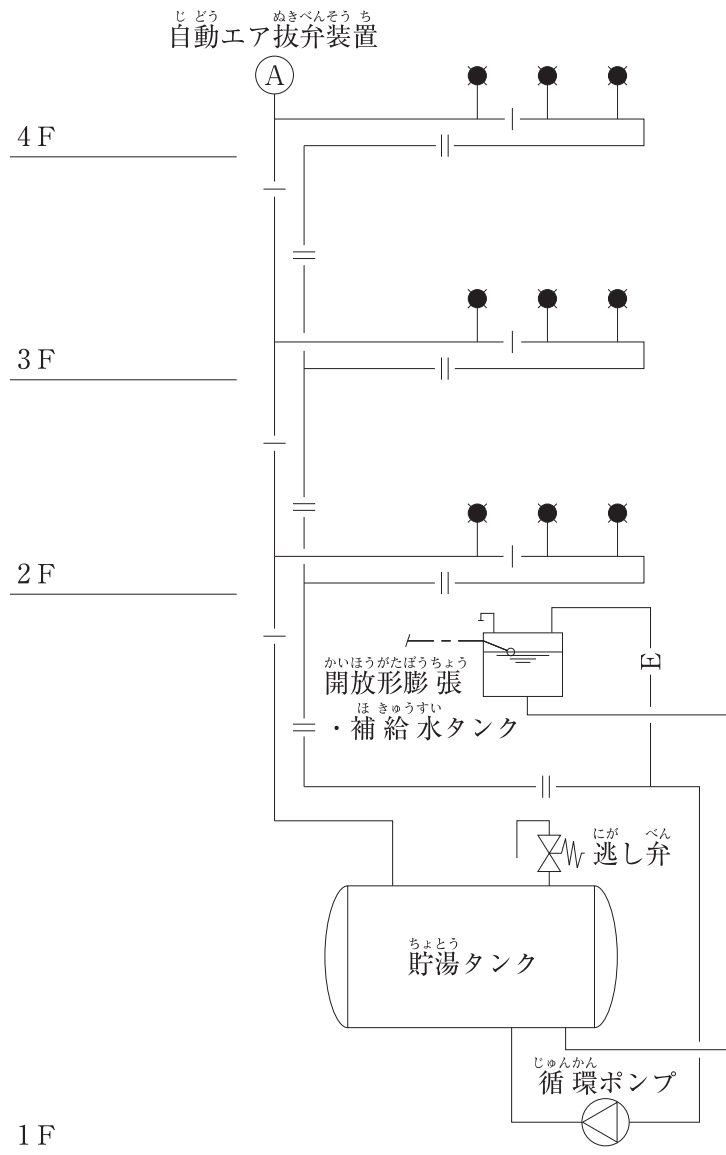 じどう ぬきべんそうち
自動エア抜弁装置
A
4F
3F
2F
かいほうがたぼうちょう
開放形膨張
E
ほきゅうすい
・補給水タンク
にが べん
逃し弁
ちょとう
貯湯タンク
じゅんかん
循環ポンプ
1F